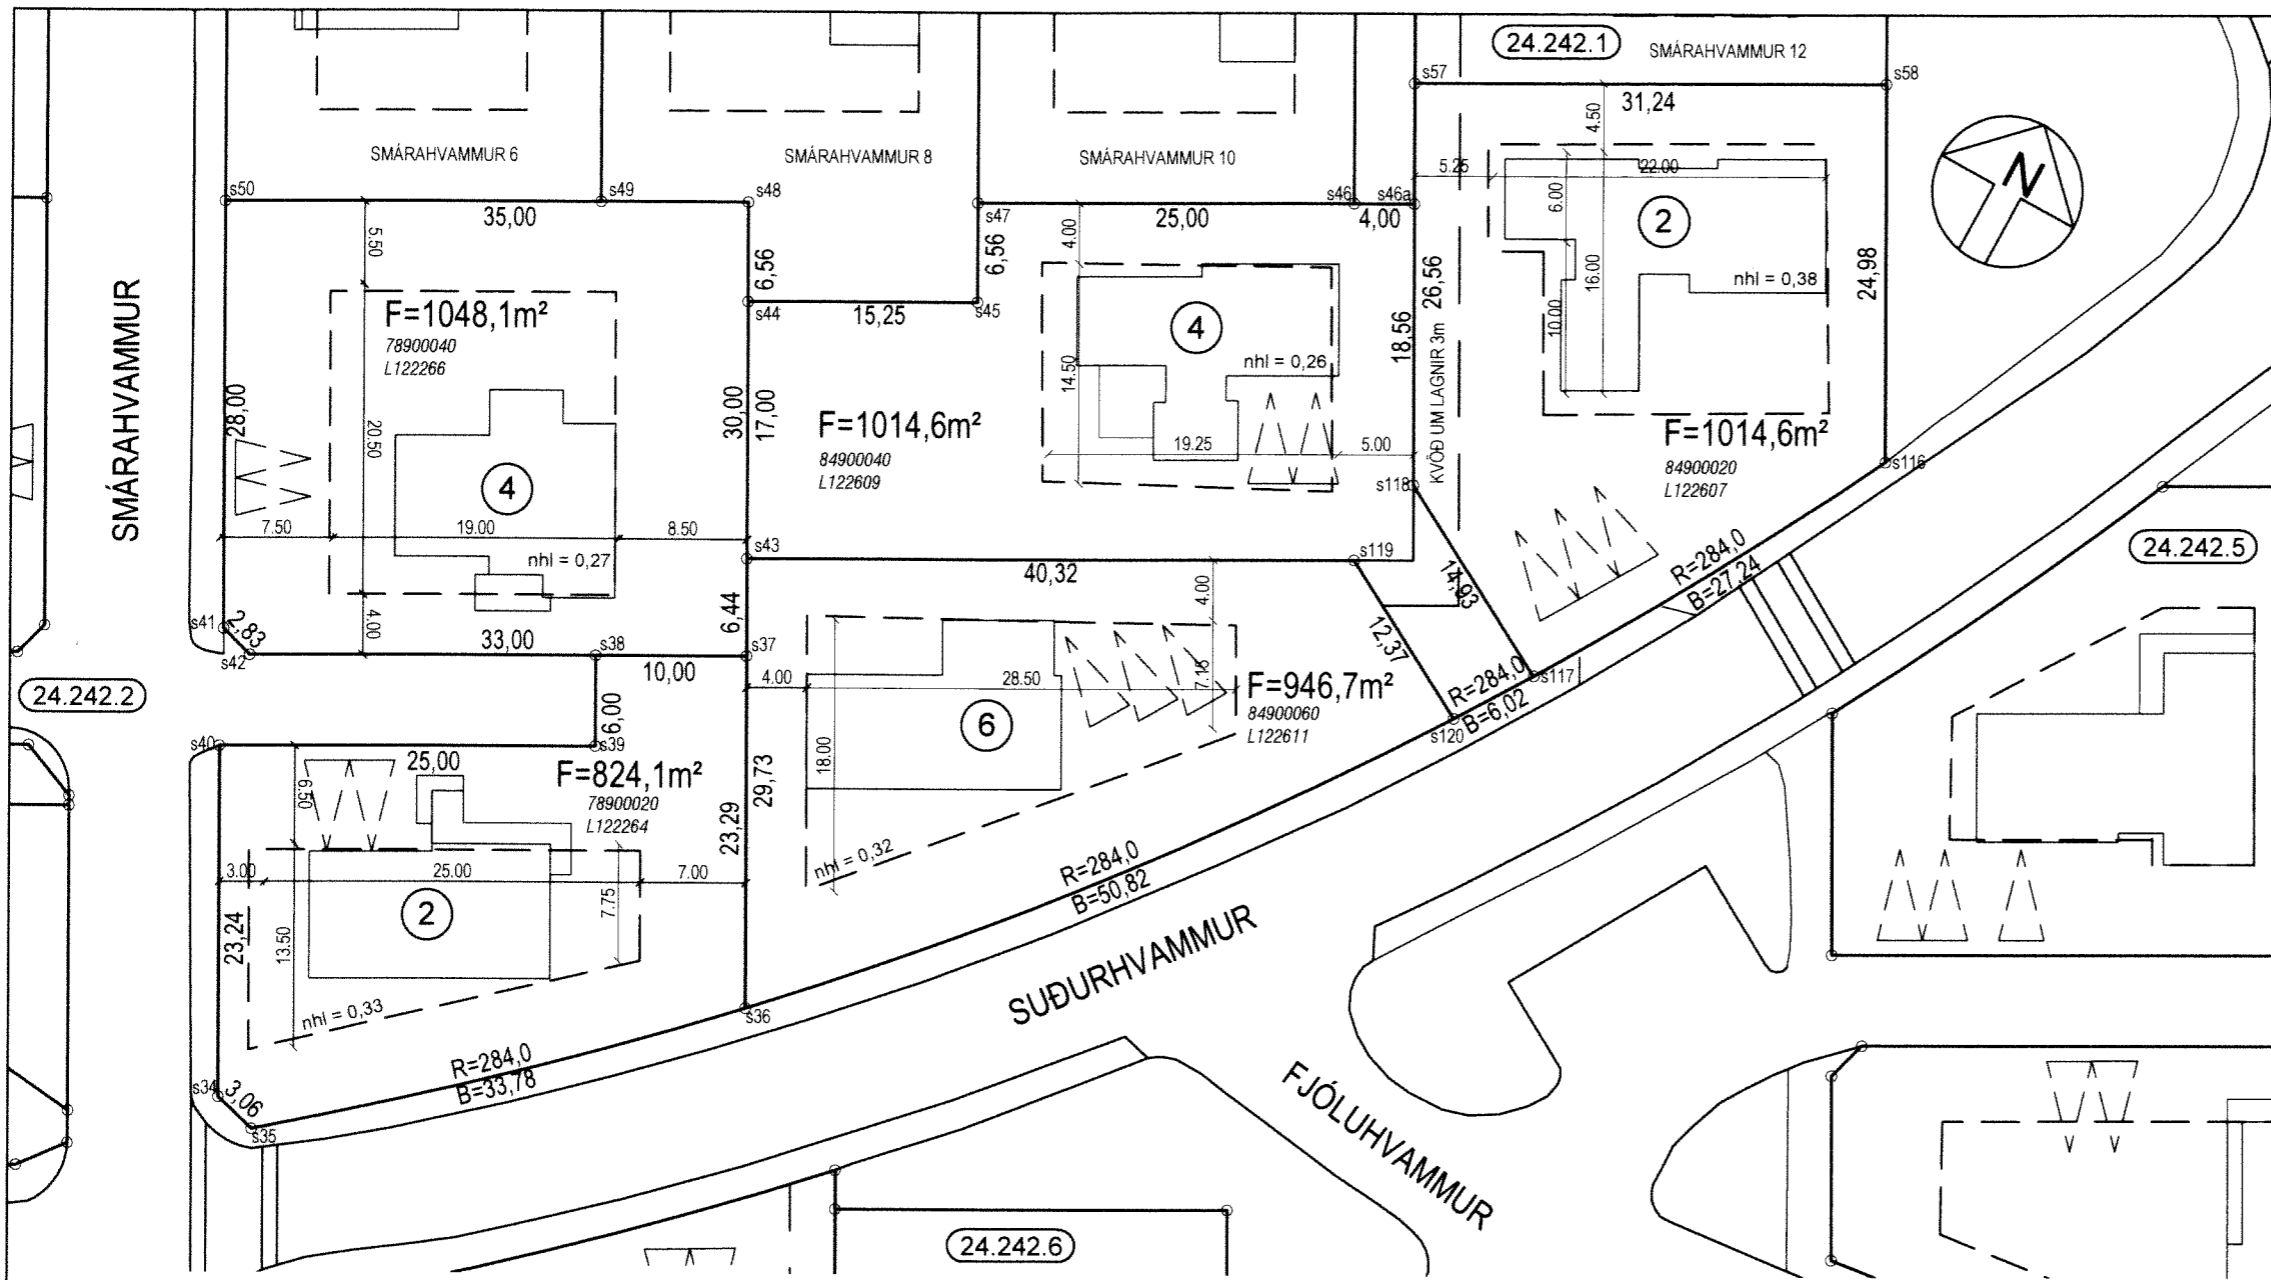 24.242.1
SMÁRAHVAMMUR 12
s57
s58
31,24
4.50
SMÁRAHVAMMUR 6
SMÁRAHVAMMUR 8
SMÁRAHVAMMUR 10
5.25
22.00
N
s50
s49
s48
s47
s46
s46a
35,00
25,00
4,00
6.00
2
5.50
6,56
6,56
4.00
26,56
16.00
24,98
nhl = 0,38
SMÁRAHVAMMUR
F=1048,1m²
78900040
L122266
s44
15,25
s45
4
10.00
18,56
nhl = 0,26
14.50
KVÖÐ UM LAGNIR 3m
28,00
30,00
17,00
F=1014,6m²
84900040
L122609
20.50
19.25
5.00
F=1014,6m²
84900020
L122607
s116
4
s118
7.50
19.00
8.50
s43
s119
nhl = 0,27
40,32
R=284,0
B=27,24
24.242.5
14,93
4.00
4.00
s41
2,83
s42
33,00
s38
10,00
6,44
s37
12,37
24.242.2
9,00
4.00
28.50
7.15
F=946,7m²
84900060
L122611
R=284,0
B=6,02
s117
s120
6
s40
s39
25,00
6.50
F=824,1m²
78900020
L122264
29,73
18.00
23,29
nhl = 0,32
R=284,0
B=50,82
3.00
25.00
7.00
7.75
2
23,24
13.50
nhl = 0,33
s36
SUÐURHVAMMUR
s34
3,06
s35
R=284,0
B=33,78
FJÓLUHVAMMUR
24.242.6